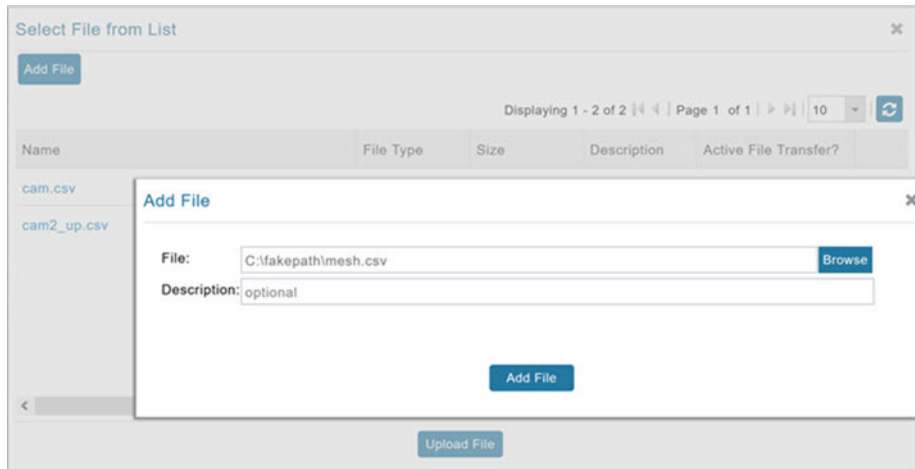 Select File from List
Add File
Displaying 1 - 2 of 2 | Page 1 of 1 | 10
Name File Type Size Description Active File Transfer?
cam.csv
cam2_up.csv
Add File
File: C:\fakepath\mesh.csv Browse
Description: optional
Add File
Upload File